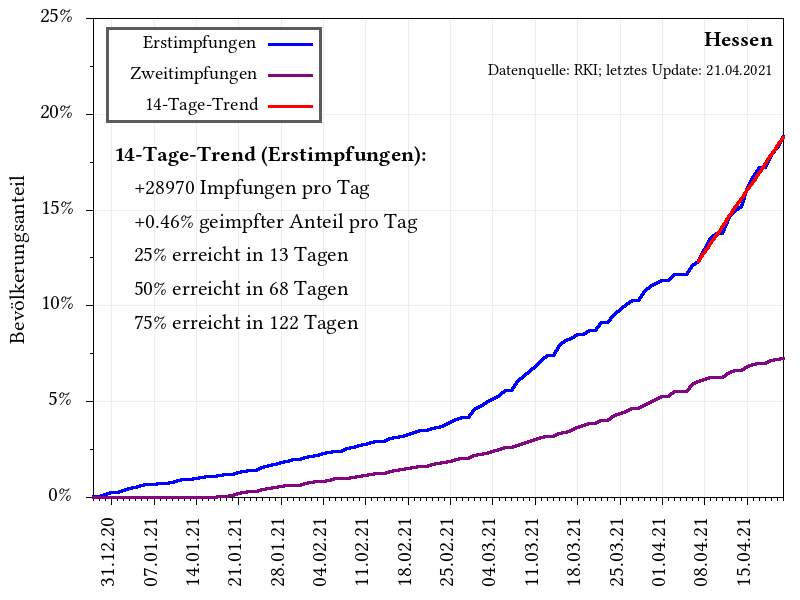 25%
20%
15%
10%
5%
0%
Bevölkerungsanteil
Erstimpfungen
Zweitimpfungen
14-Tage-Trend
Hessen
Datenquelle: RKI; letztes Update: 21.04.2021
14-Tage-Trend (Erstimpfungen):
+28970 Impfungen pro Tag
+0.46% geimpfter Anteil pro Tag
25% erreicht in 13 Tagen
50% erreicht in 68 Tagen
75% erreicht in 122 Tagen
31.12.20
07.01.21
14.01.21
21.01.21
28.01.21
04.02.21
11.02.21
18.02.21
25.02.21
04.03.21
11.03.21
18.03.21
25.03.21
01.04.21
08.04.21
15.04.21